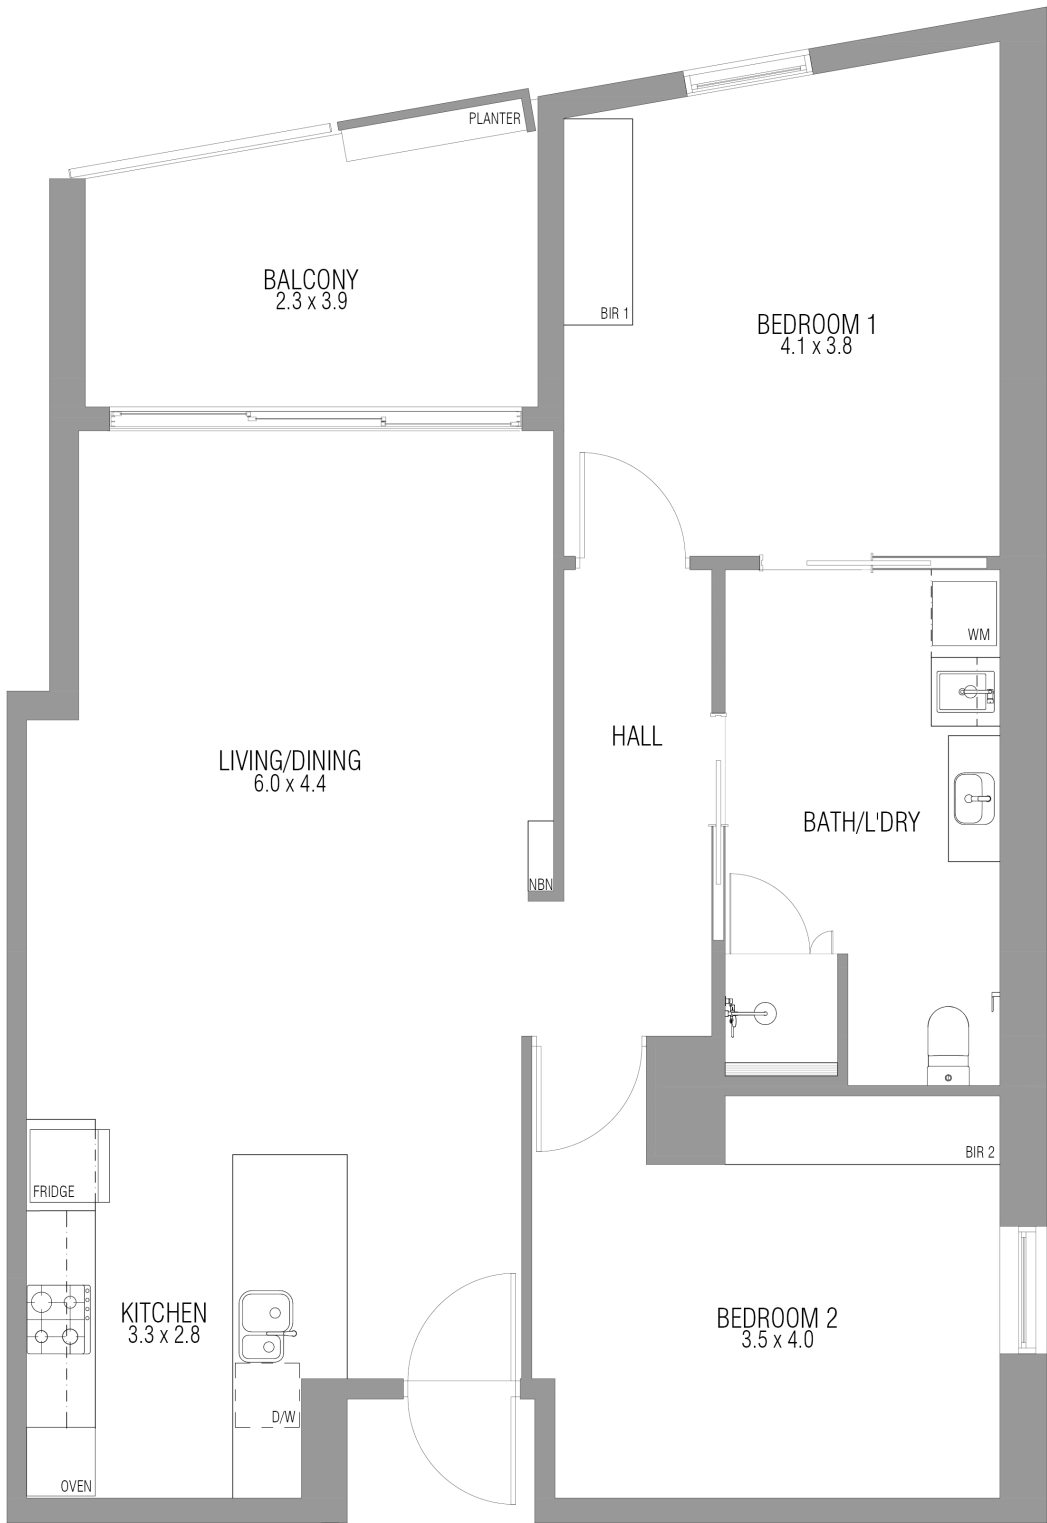 PLANTER
BALCONY
2.3 x 3.9
BIR 1
BEDROOM 1
4.1 x 3.8
WM
HALL
LIVING/DINING
6.0 x 4.4
BATH/L'DRY
NBN
BIR 2
FRIDGE
KITCHEN
3.3 x 2.8
BEDROOM 2
3.5 x 4.0
D/W
OVEN